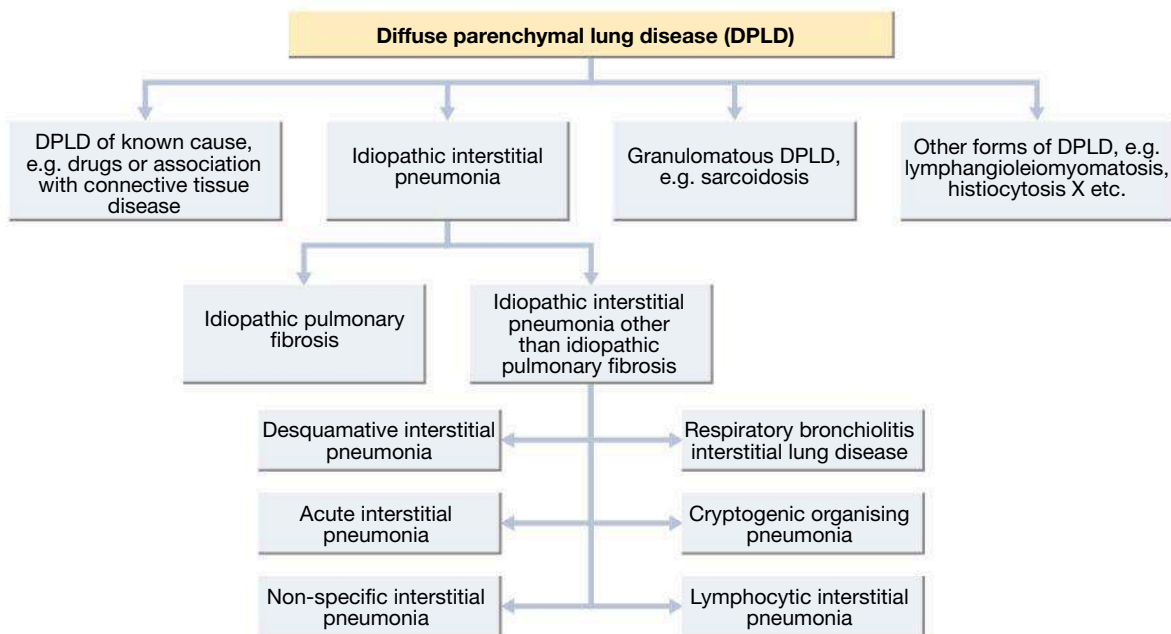 Diffuse parenchymal lung disease (DPLD)
DPLD of known cause,
e.g. drugs or association
with connective tissue
disease
Idiopathic interstitial
pneumonia
Granulomatous DPLD,
e.g. sarcoidosis
Other forms of DPLD, e.g.
lymphangioleiomyomatosis,
histiocytosis X etc.
Idiopathic pulmonary
fibrosis
Idiopathic interstitial
pneumonia other
than idiopathic
pulmonary fibrosis
Desquamative interstitial
pneumonia
Respiratory bronchiolitis
interstitial lung disease
Acute interstitial
pneumonia
Cryptogenic organising
pneumonia
Non-specific interstitial
pneumonia
Lymphocytic interstitial
pneumonia